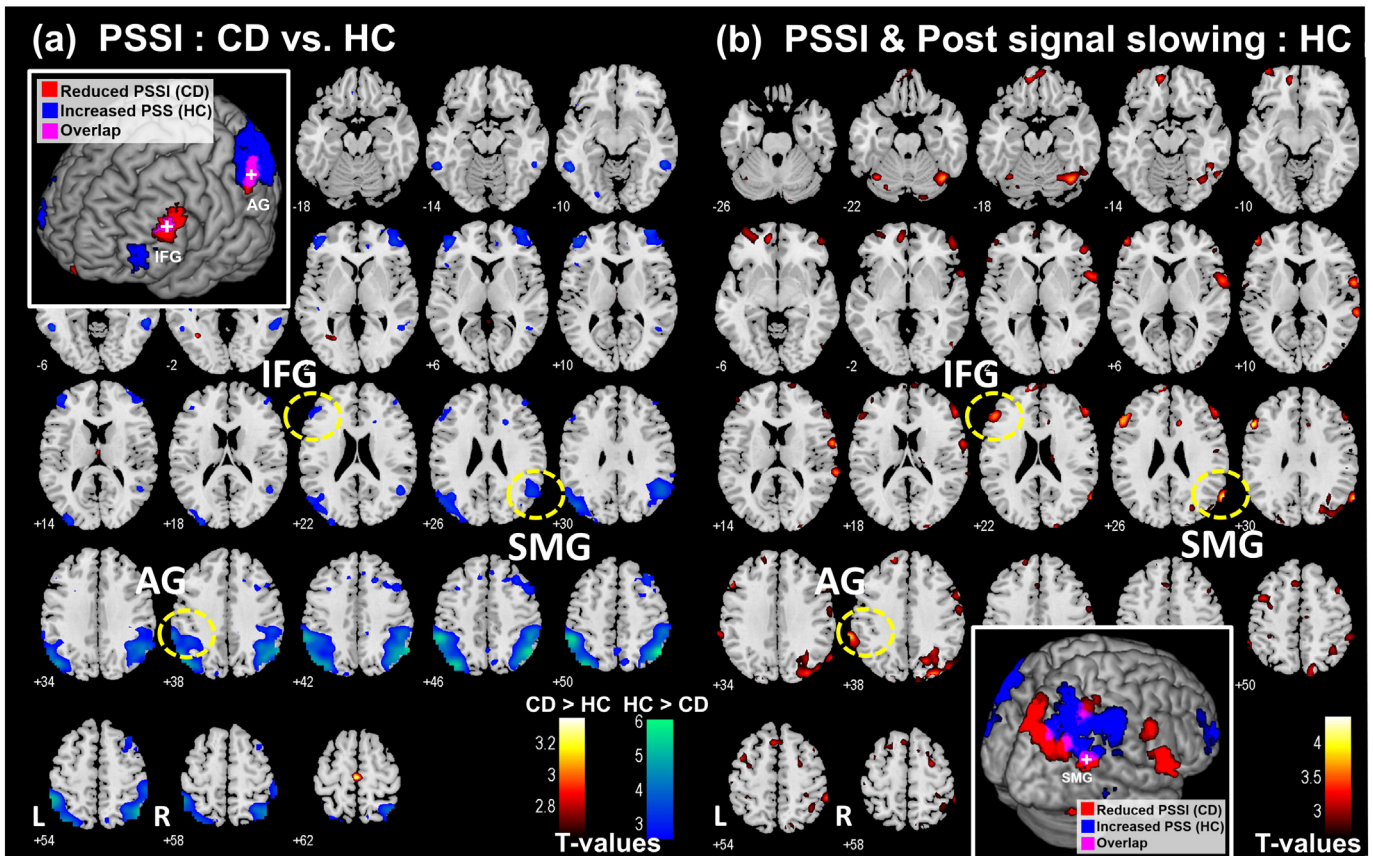 (a) PSSI : CD vs. HC
Reduced PSSI (CD)
Increased PSS (HC)
Overlap
AG
IFG
-18
-14
-10
-6
-2
2
+6
+10
IFG
+14
+18
+22
+26
+30
SMG
AG
+34
+38
+42
+46
+50
CD > HC HC > CD
3.2
3
2.8
6
5
4
3
T-values
L
R
+54
+58
+62
(b) PSSI & Post signal slowing : HC
-26
-22
-18
-14
-10
-6
-2
2
+6
+10
IFG
+14
+18
+22
+26
+30
SMG
AG
+34
+38
+50
SMG
Reduced PSSI (CD)
Increased PSS (HC)
Overlap
4
3.5
3
T-values
L
R
+54
+58